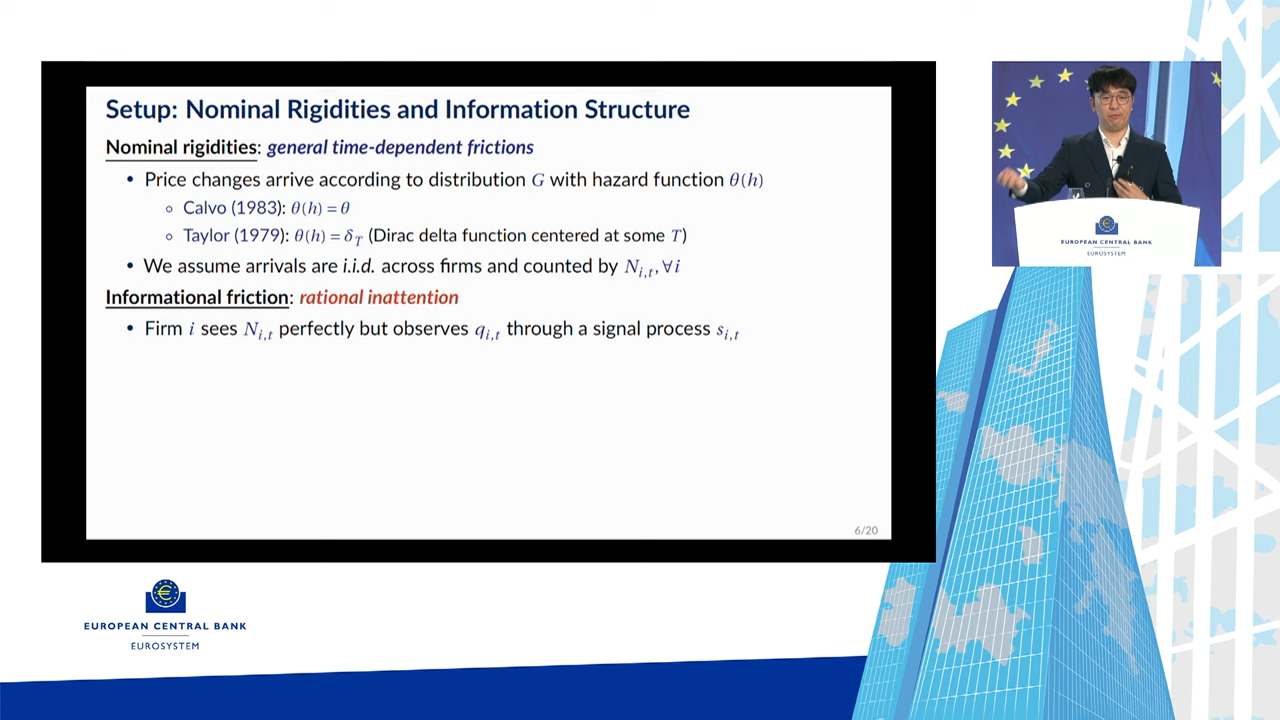 Setup: Nominal Rigidities and Information Structure
Nominal rigidities: general time-dependent frictions
• Price changes arrive according to distribution G with hazard function θ(h)
∘ Calvo (1983): θ(h) = θ
∘ Taylor (1979): θ(h) = δ_T (Dirac delta function centered at some T)
• We assume arrivals are i.i.d. across firms and counted by N_{i,t}, ∀i
Informational friction: rational inattention
• Firm i sees N_{i,t} perfectly but observes q_{i,t} through a signal process s_{i,t}
6/20
EUROPEAN CENTRAL BANK
EUROSYSTEM
EUROPEAN CENTRAL BANK
EUROSYSTEM